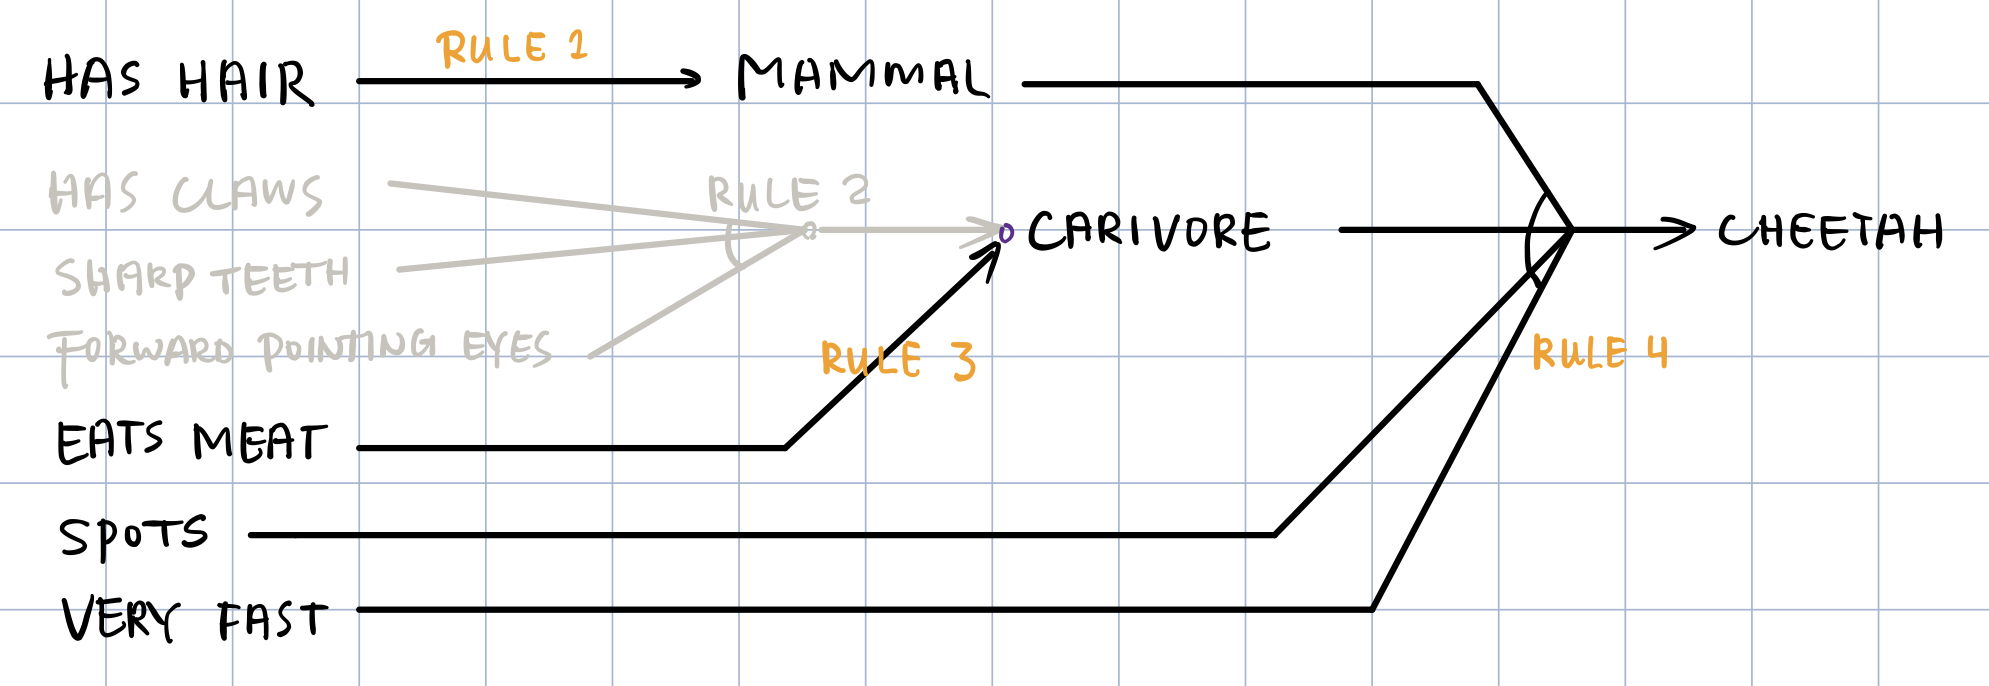 RULE 1
HAS HAIR MAMMAL
HAS CLAWS RULE 2
CARIVORE CHEETAH
SHARP TEETH
FORWARD POINTING EYES RULE 3 RULE 4
EATS MEAT
SPOTS
VERY FAST